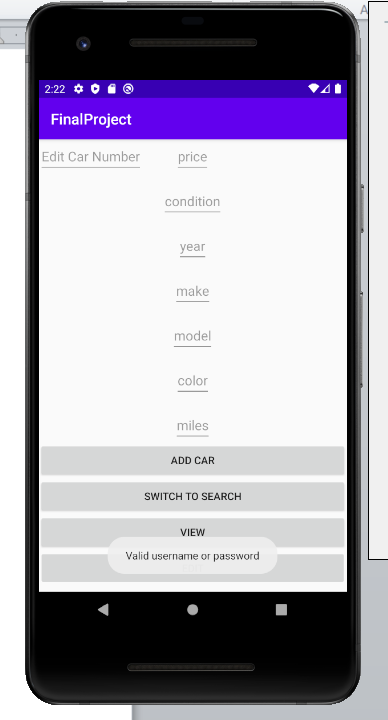 2:22
FinalProject
Edit Car Number price
condition
year
make
model
color
miles
ADD CAR
SWITCH TO SEARCH
VIEW
Valid username or password